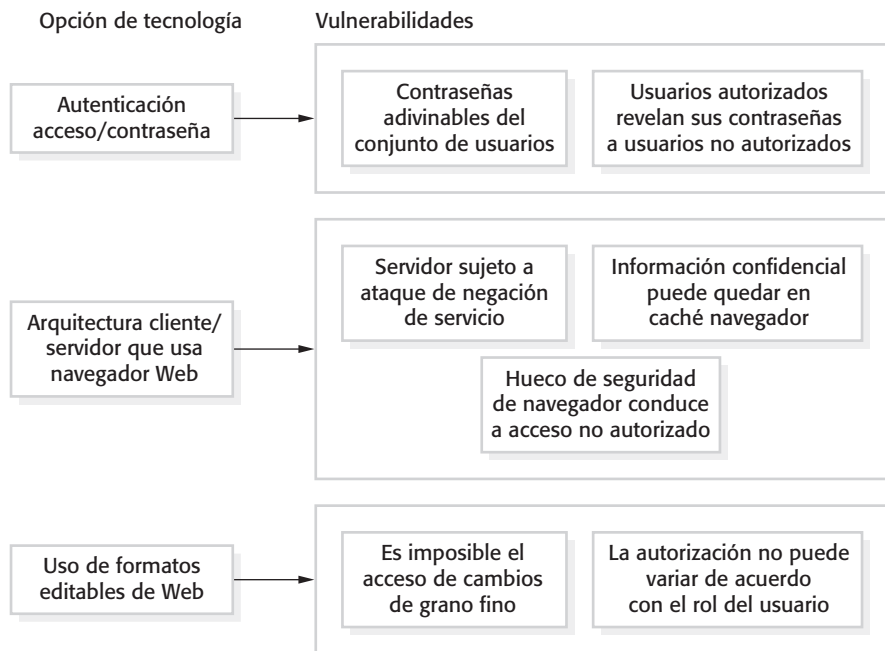 Opción de tecnología
Vulnerabilidades
Autenticación
acceso/contraseña
Contraseñas
adivinables del
conjunto de usuarios
Usuarios autorizados
revelan sus contraseñas
a usuarios no autorizados
Arquitectura cliente/
servidor que usa
navegador Web
Servidor sujeto a
ataque de negación
de servicio
Información confidencial
puede quedar en
caché navegador
Hueco de seguridad
de navegador conduce
a acceso no autorizado
Uso de formatos
editables de Web
Es imposible el
acceso de cambios
de grano fino
La autorización no puede
variar de acuerdo
con el rol del usuario